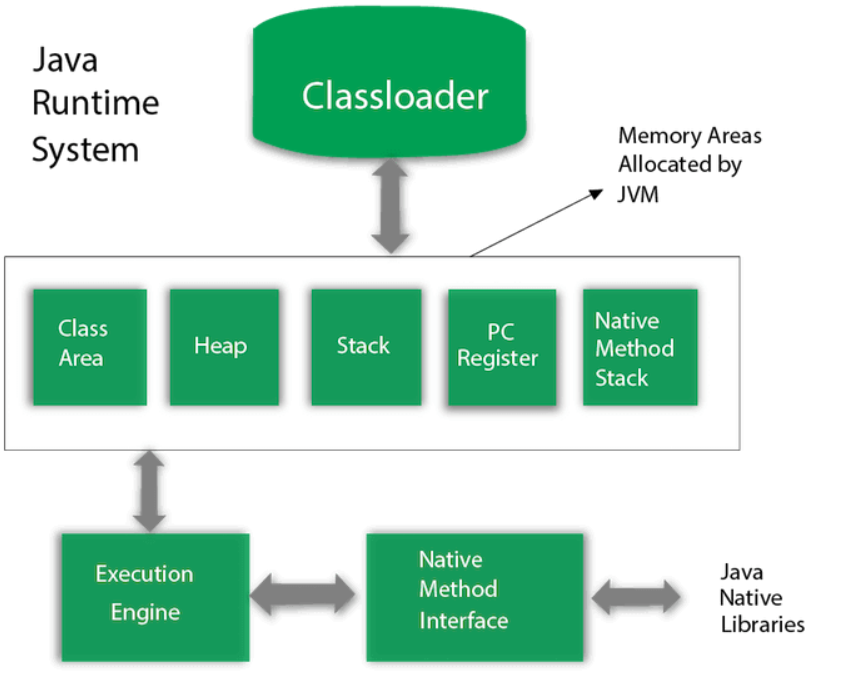 Java
Runtime
System
Classloader
Memory Areas
Allocated by
JVM
Class
Area
Heap
Stack
PC
Register
Native
Method
Stack
Execution
Engine
Native
Method
Interface
Java
Native
Libraries